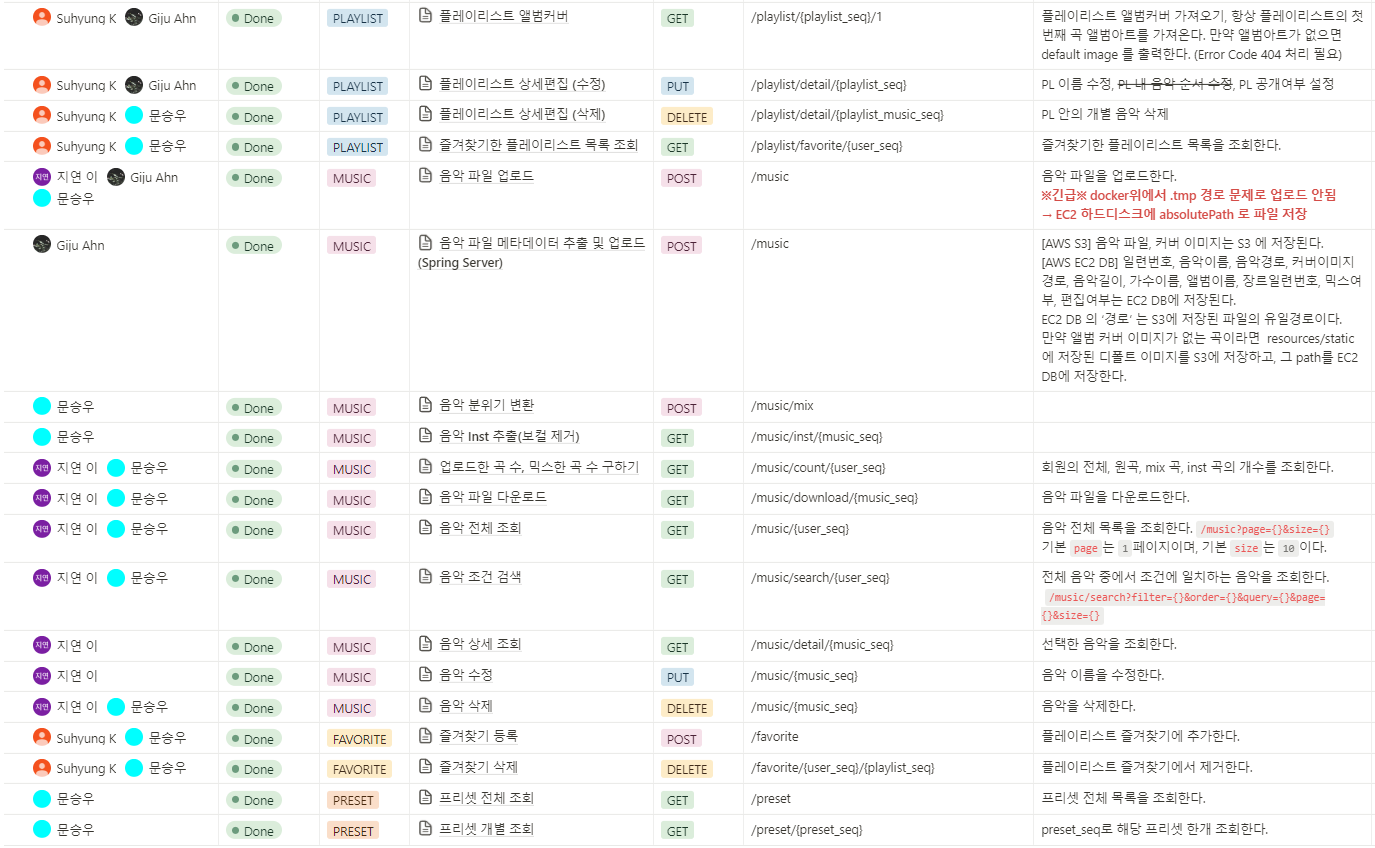 Suhyung K Giju Ahn Done PLAYLIST 플레이리스트 앨범커버 GET /playlist/{playlist_seq}/1 플레이리스트 앨범커버 가져오기, 항상 플레이리스트의 첫
번째 곡 앨범아트를 가져온다. 만약 앨범아트가 없으면
default image 를 출력한다. (Error Code 404 처리 필요)
Suhyung K Giju Ahn Done PLAYLIST 플레이리스트 상세편집 (수정) PUT /playlist/detail/{playlist_seq} PL 이름 수정, PL 내 음악 순서 수정, PL 공개여부 설정
Suhyung K 문승우 Done PLAYLIST 플레이리스트 상세편집 (삭제) DELETE /playlist/detail/{playlist_music_seq} PL 안의 개별 음악 삭제
Suhyung K 문승우 Done PLAYLIST 즐겨찾기한 플레이리스트 목록 조회 GET /playlist/favorite/{user_seq} 즐겨찾기한 플레이리스트 목록을 조회한다.
지연 지연 이 Giju Ahn Done MUSIC 음악 파일 업로드 POST /music 음악 파일을 업로드한다.
문승우 ※긴급※ docker위에서 .tmp 경로 문제로 업로드 안됨
→ EC2 하드디스크에 absolutePath 로 파일 저장
Giju Ahn Done MUSIC 음악 파일 메타데이터 추출 및 업로드 POST /music [AWS S3] 음악 파일, 커버 이미지는 S3 에 저장된다.
(Spring Server) [AWS EC2 DB] 일련번호, 음악이름, 음악경로, 커버이미지
경로, 음악길이, 가수이름, 앨범이름, 장르일련번호, 믹스여
부, 편집여부는 EC2 DB에 저장된다.
EC2 DB 의 '경로' 는 S3에 저장된 파일의 유일경로이다.
만약 앨범 커버 이미지가 없는 곡이라면 resources/static
에 저장된 디폴트 이미지를 S3에 저장하고, 그 path를 EC2
DB에 저장한다.
문승우 Done MUSIC 음악 분위기 변환 POST /music/mix
문승우 Done MUSIC 음악 Inst 추출(보컬 제거) GET /music/inst/{music_seq}
지연 지연 이 문승우 Done MUSIC 업로드한 곡 수, 믹스한 곡 수 구하기 GET /music/count/{user_seq} 회원의 전체, 원곡, mix 곡, inst 곡의 개수를 조회한다.
지연 지연 이 문승우 Done MUSIC 음악 파일 다운로드 GET /music/download/{music_seq} 음악 파일을 다운로드한다.
지연 지연 이 문승우 Done MUSIC 음악 전체 조회 GET /music/{user_seq} 음악 전체 목록을 조회한다. /music?page={}&size={}
기본 page 는 1 페이지이며, 기본 size 는 10 이다.
지연 지연 이 문승우 Done MUSIC 음악 조건 검색 GET /music/search/{user_seq} 전체 음악 중에서 조건에 일치하는 음악을 조회한다.
/music/search?filter={}&order={}&query={}&page=
{}&size={}
지연 지연 이 Done MUSIC 음악 상세 조회 GET /music/detail/{music_seq} 선택한 음악을 조회한다.
지연 지연 이 Done MUSIC 음악 수정 PUT /music/{music_seq} 음악 이름을 수정한다.
지연 지연 이 문승우 Done MUSIC 음악 삭제 DELETE /music/{music_seq} 음악을 삭제한다.
Suhyung K 문승우 Done FAVORITE 즐겨찾기 등록 POST /favorite 플레이리스트 즐겨찾기에 추가한다.
Suhyung K 문승우 Done FAVORITE 즐겨찾기 삭제 DELETE /favorite/{user_seq}/{playlist_seq} 플레이리스트 즐겨찾기에서 제거한다.
문승우 Done PRESET 프리셋 전체 조회 GET /preset 프리셋 전체 목록을 조회한다.
문승우 Done PRESET 프리셋 개별 조회 GET /preset/{preset_seq} preset_seq로 해당 프리셋 한개 조회한다.